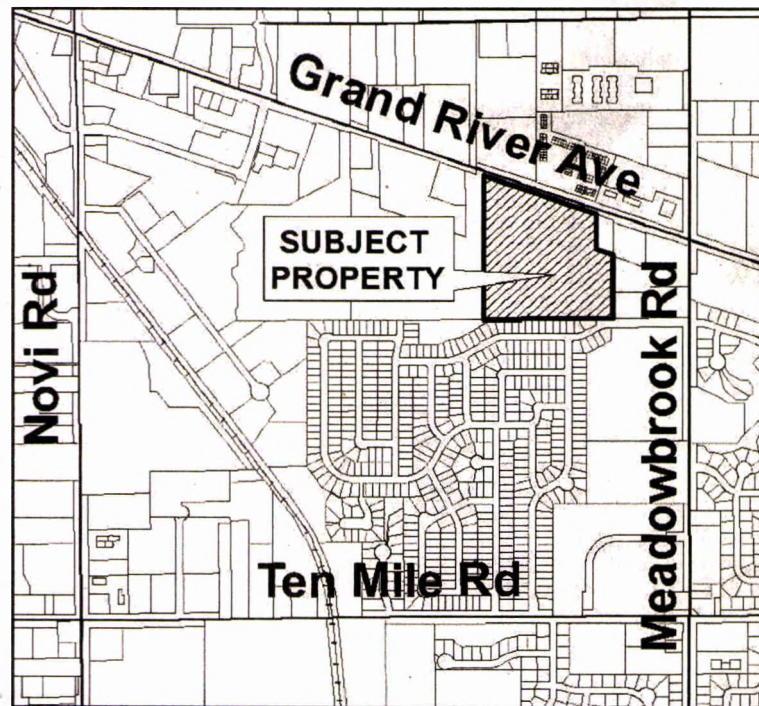 Grand River Ave
SUBJECT
PROPERTY
Novi Rd
Meadowbrook Rd
Ten Mile Rd